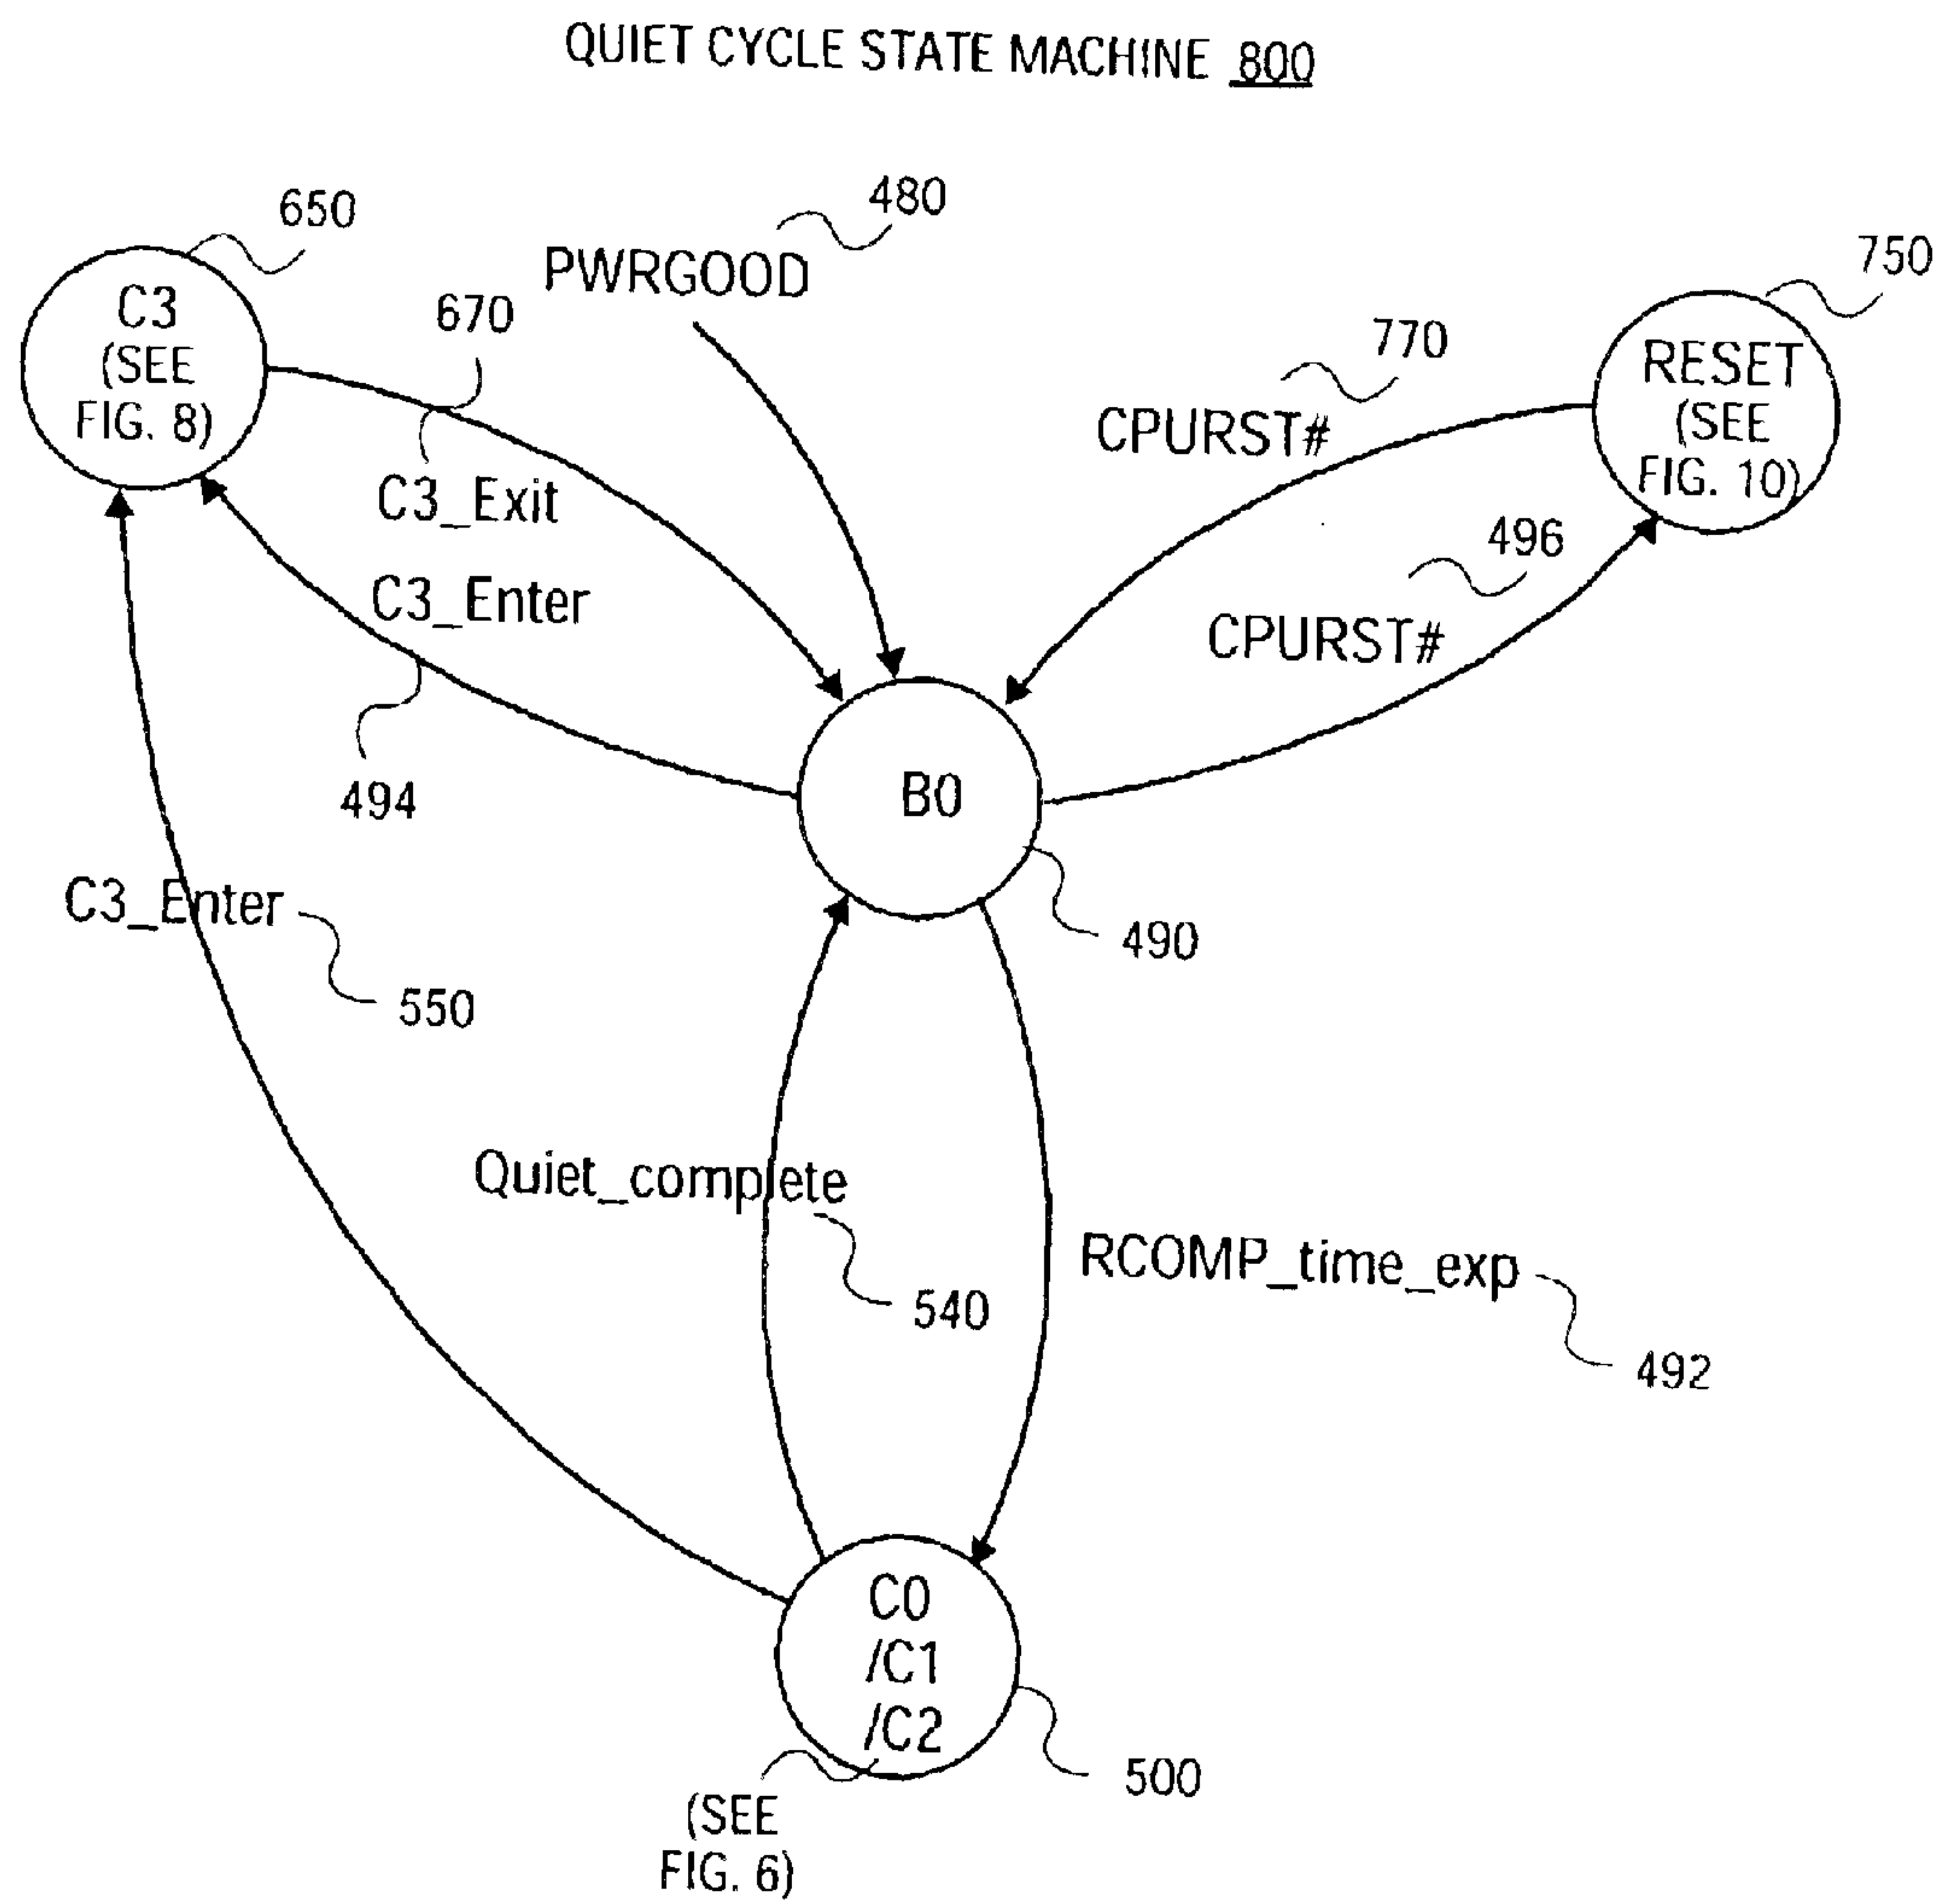 QUIET CYCLE STATE MACHINE 800
650
480
PWRGOOD
750
C3
(SEE
FIG. 8)
670
770
CPURST#
RESET
(SEE
FIG. 10)
C3_Exit
496
C3_Enter
CPURST#
494
B0
C3_Enter
490
550
Quiet_complete
RCOMP_time_exp
540
492
C0
/C1
/C2
500
(SEE
FIG. 6)